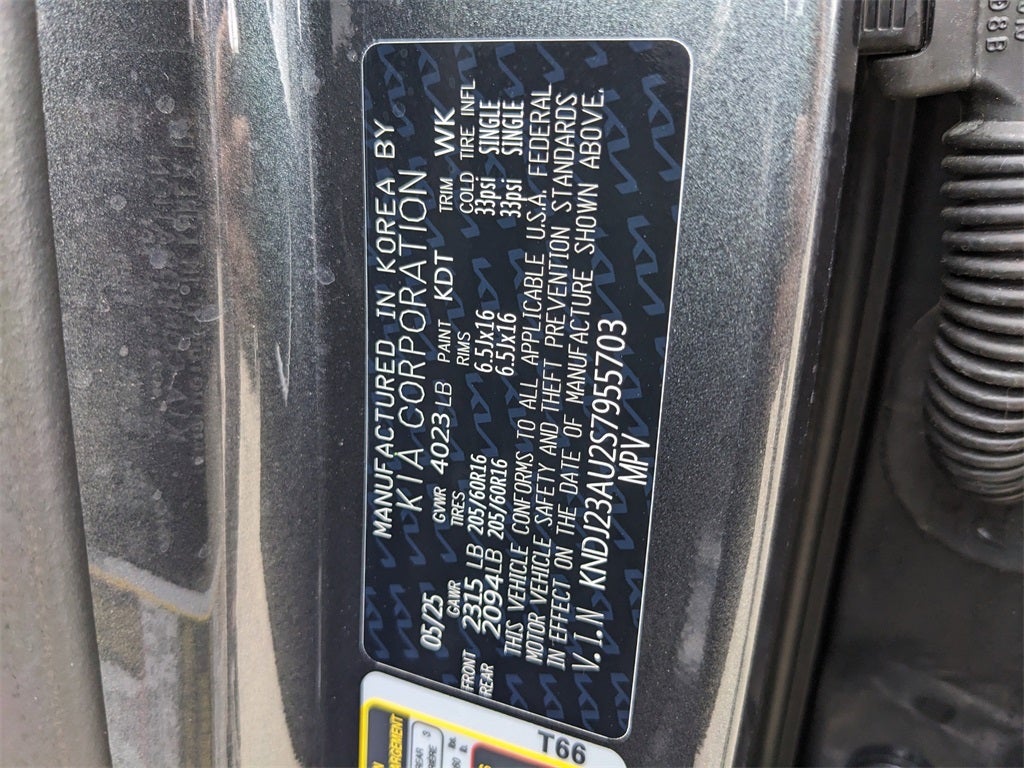 MANUFACTURED IN KOREA BY
KIA CORPORATION
05/25 GVWR 4023 LB PAINT KDT TRIM WK
GAWR TIRES RIMS COLD TIRE INFL
FRONT 2315 LB 205/60R16 6.5Jx16 33psi SINGLE
REAR 2094 LB 205/60R16 6.5Jx16 33psi SINGLE
THIS VEHICLE CONFORMS TO ALL APPLICABLE U.S.A. FEDERAL
MOTOR VEHICLE SAFETY AND THEFT PREVENTION STANDARDS
IN EFFECT ON THE DATE OF MANUFACTURE SHOWN ABOVE.
V.I.N KNDJ23AU2S7955703
MPV
T66